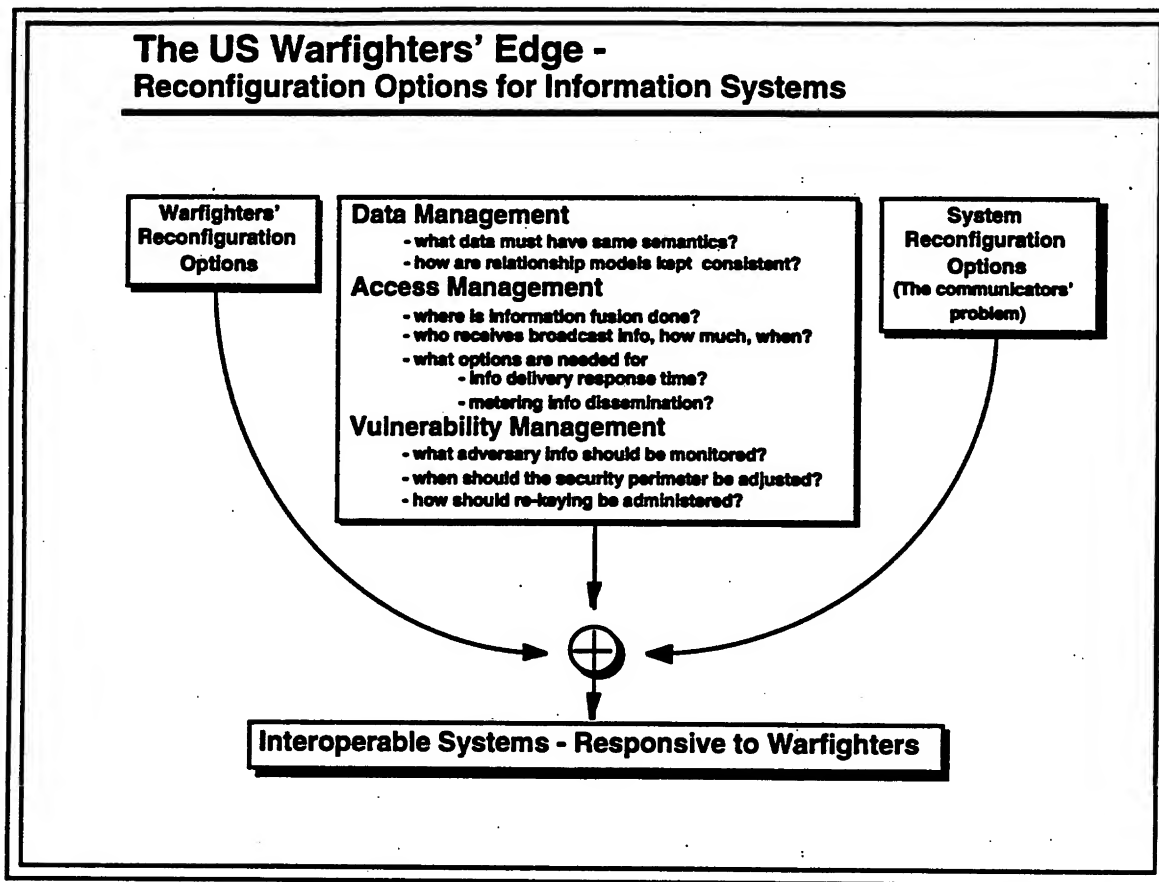 The US Warfighters' Edge -
Reconfiguration Options for Information Systems
Warfighters'
Reconfiguration
Options
Data Management
- what data must have same semantics?
- how are relationship models kept consistent?
Access Management
- where is information fusion done?
- who receives broadcast info, how much, when?
- what options are needed for
- info delivery response time?
- metering info dissemination?
Vulnerability Management
- what adversary info should be monitored?
- when should the security perimeter be adjusted?
- how should re-keying be administered?
System
Reconfiguration
Options
(The communicators'
problem)
Interoperable Systems - Responsive to Warfighters